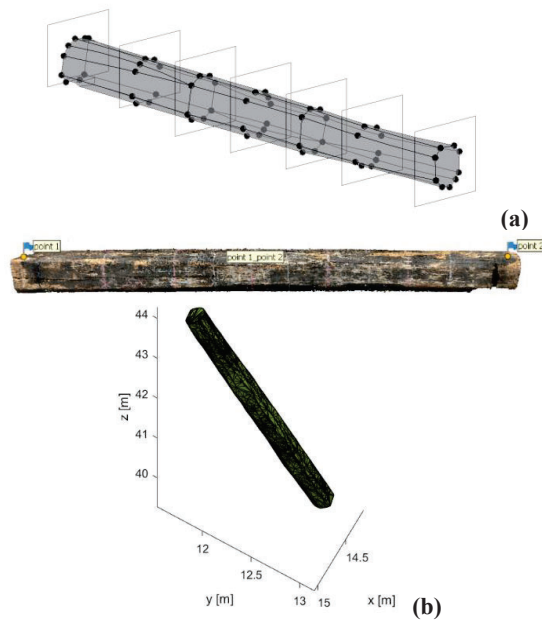 (a)
point 1
point 1_point 2
point 2
44
43
42
41
40
z [m]
12
12.5
13
y [m]
15
14.5
x [m]
(b)